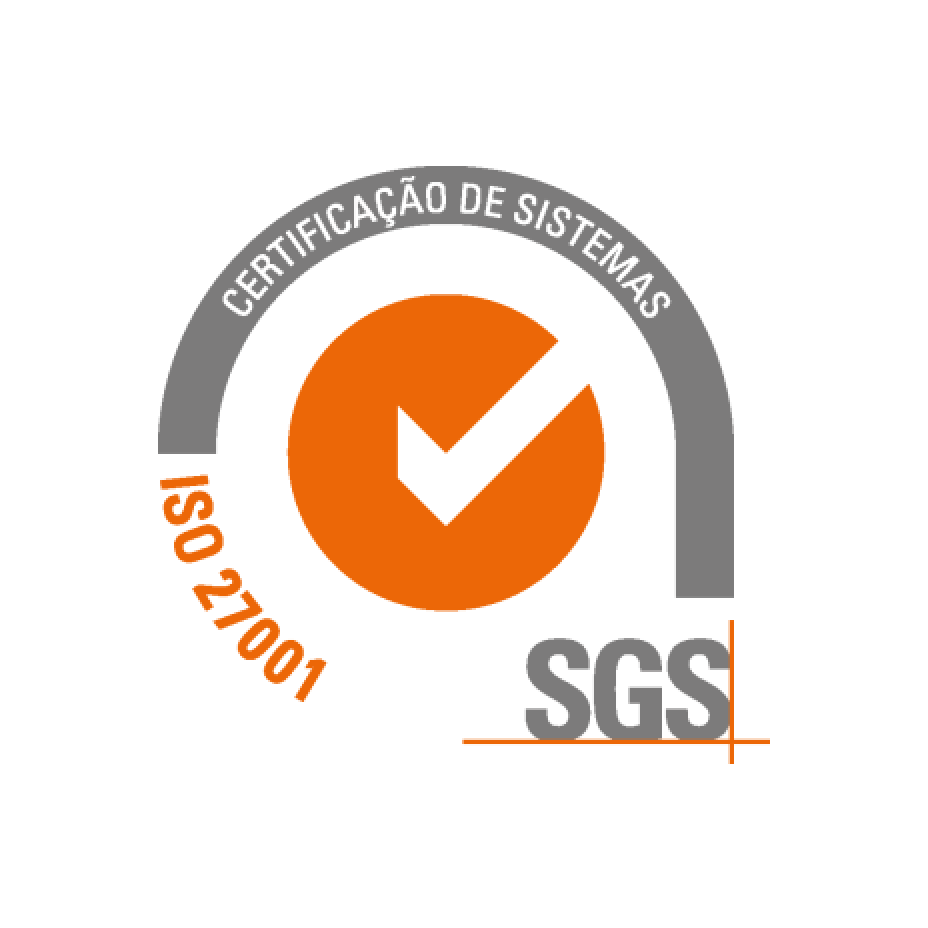 CERTIFICAÇÃO DE SISTEMAS
ISO 27001
SGS